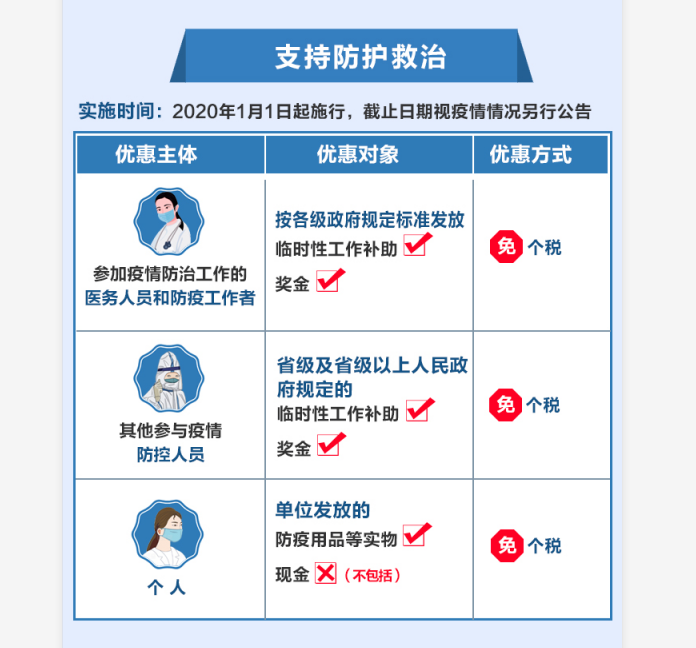 支持防护救治
实施时间：2020年1月1日起施行，截止日期视疫情情况另行公告
优惠主体 优惠对象 优惠方式
参加疫情防治工作的
医务人员和防疫工作者
按各级政府规定标准发放
临时性工作补助
奖金
免 个税
其他参与疫情
防控人员
省级及省级以上人民政
府规定的
临时性工作补助
奖金
免 个税
个人
单位发放的
防疫用品等实物
现金（不包括）
免 个税